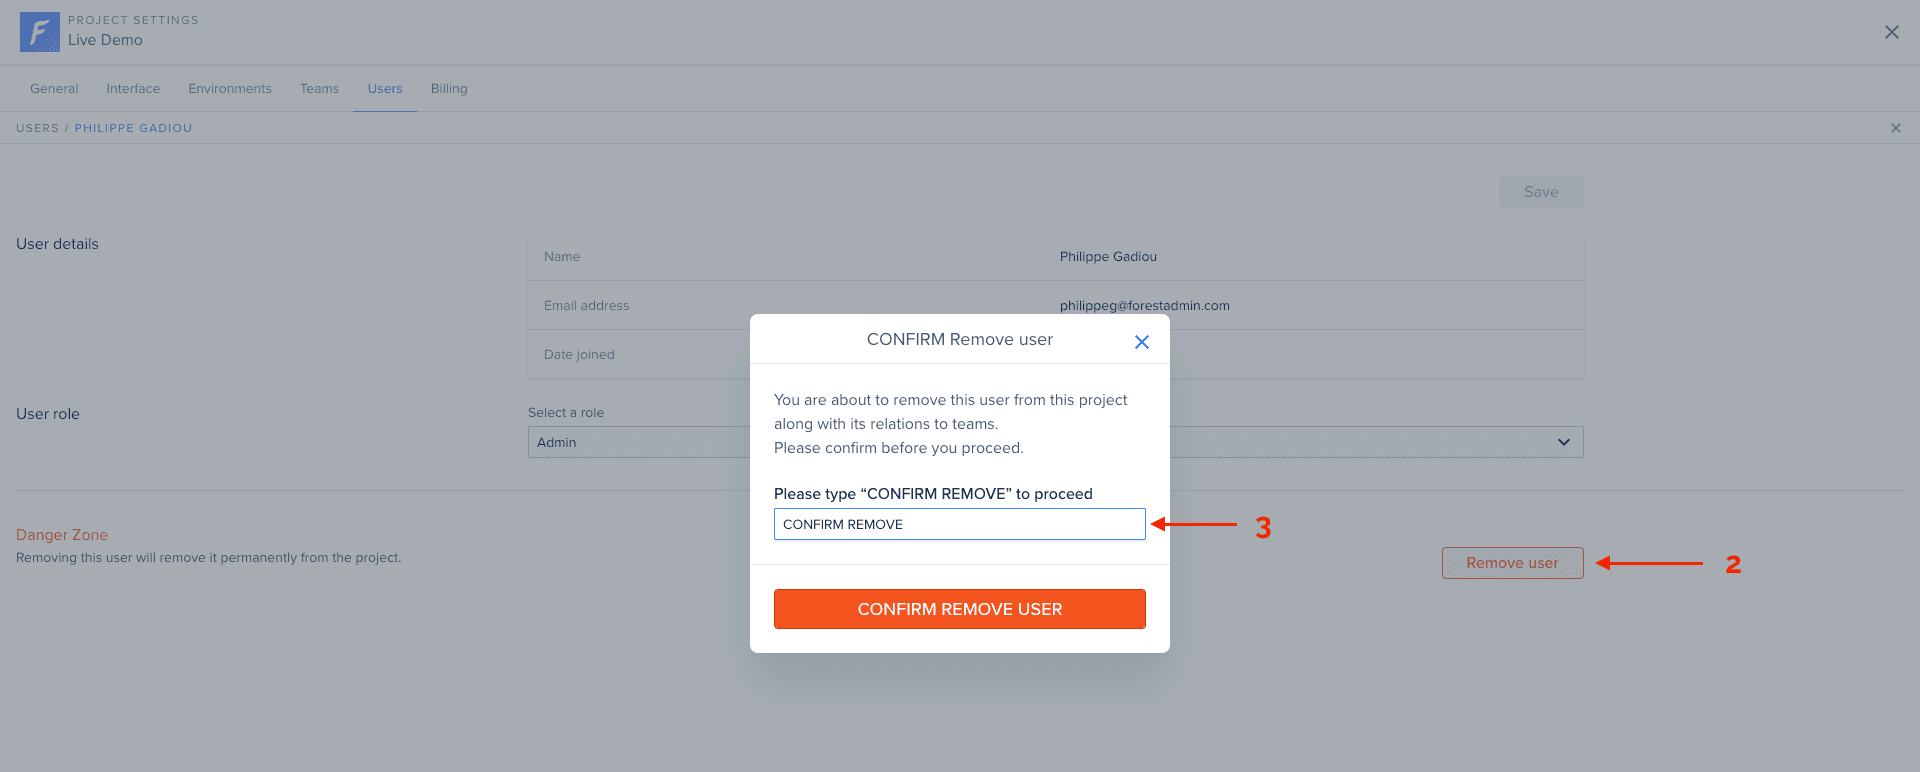 PROJECT SETTINGS
Live Demo
General Interface Environments Teams Users Billing
USERS / PHILIPPE GADIOU
Save
User details
Name Philippe Gadiou
Email address philippeg@forestadmin.com
Date joined
User role
Select a role
Admin
CONFIRM Remove user
You are about to remove this user from this project
along with its relations to teams.
Please confirm before you proceed.
Please type “CONFIRM REMOVE” to proceed
CONFIRM REMOVE
3
Danger Zone
Removing this user will remove it permanently from the project.
Remove user
2
CONFIRM REMOVE USER